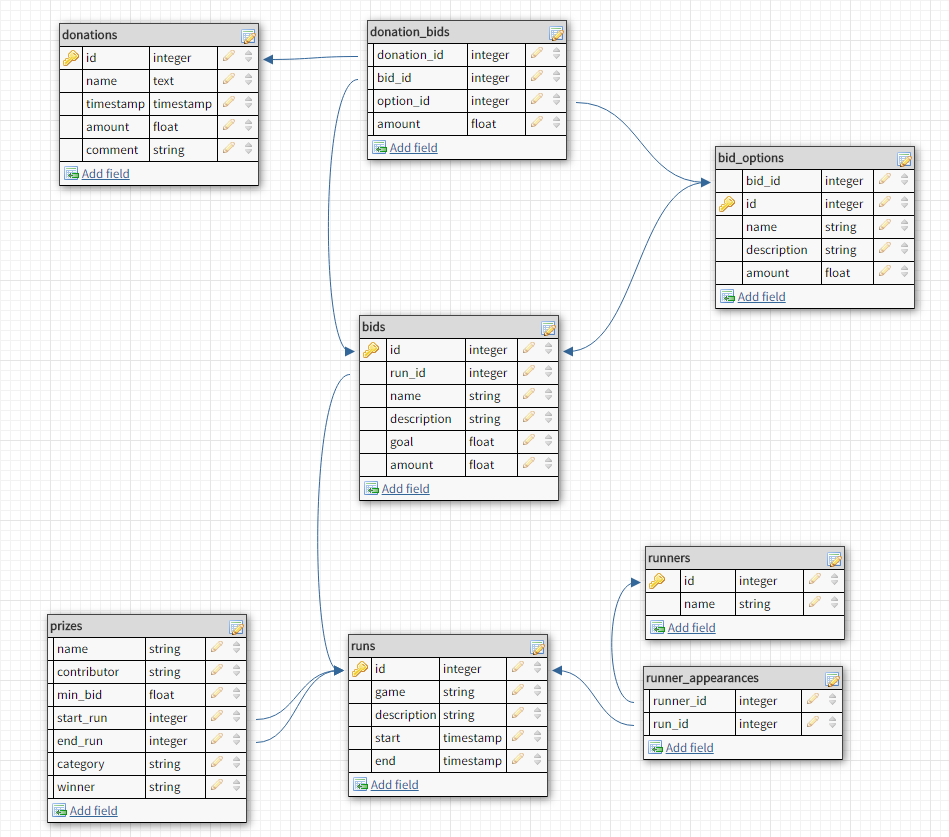 donations
id integer
name text
timestamp timestamp
amount float
comment string
Add field
donation_bids
donation_id integer
bid_id integer
option_id integer
amount float
Add field
bid_options
bid_id integer
id integer
name string
description string
amount float
Add field
bids
id integer
run_id integer
name string
description string
goal float
amount float
Add field
runners
id integer
name string
Add field
prizes
name string
contributor string
min_bid float
start_run integer
end_run integer
category string
winner string
Add field
runs
id integer
game string
description string
start timestamp
end timestamp
Add field
runner_appearances
runner_id integer
run_id integer
Add field